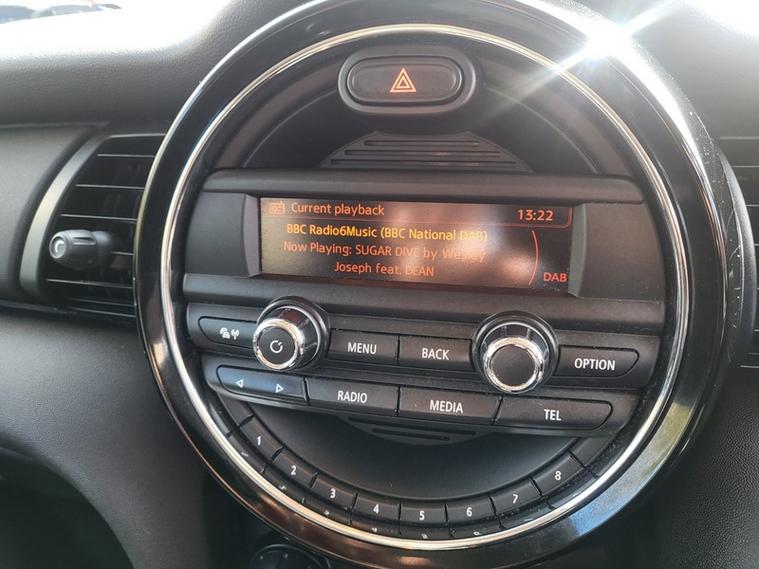 Current playback 13:22
BBC Radio6Music (BBC National DAB)
Now Playing: SUGAR DIVE by Wesley
Joseph feat. DEAN
DAB
MENU BACK OPTION
RADIO MEDIA TEL
1 2 3 4 5 6 7 8